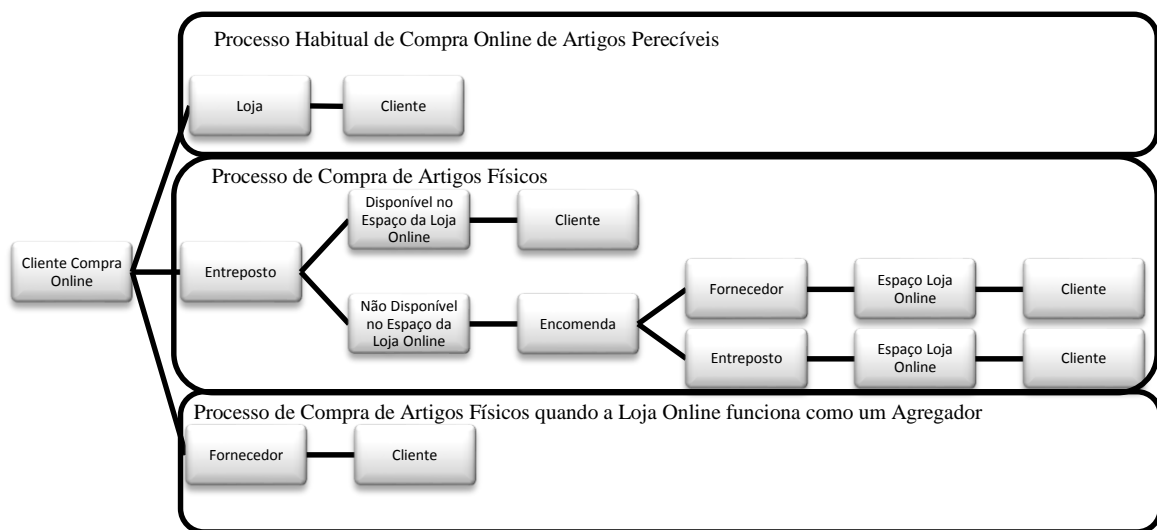 Processo Habitual de Compra Online de Artigos Perecíveis
Loja
Cliente
Processo de Compra de Artigos Físicos
Disponível no
Espaço da Loja
Online
Cliente
Cliente Compra
Online
Entreposto
Não Disponível
no Espaço da
Loja Online
Encomenda
Fornecedor
Espaço Loja
Online
Cliente
Entreposto
Espaço Loja
Online
Cliente
Processo de Compra de Artigos Físicos quando a Loja Online funciona como um Agregador
Fornecedor
Cliente